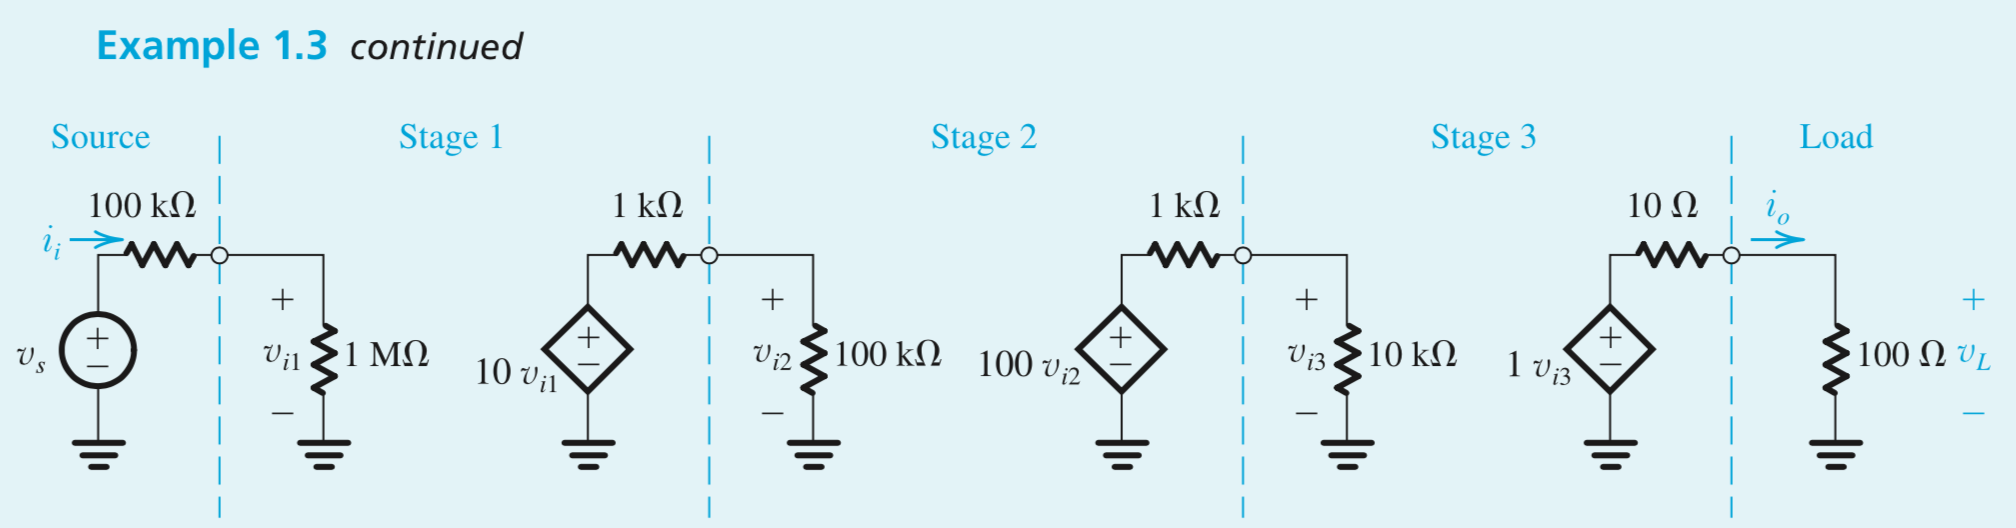 Example 1.3 continued
Source Stage 1 Stage 2 Stage 3 Load
100 kΩ 1 kΩ 1 kΩ 10 Ω i_o
i_i
+ + + + +
v_s + − v_i1 1 MΩ 10 v_i1 + − v_i2 100 kΩ 100 v_i2 + − v_i3 10 kΩ 1 v_i3 + − 100 Ω v_L
− − − −